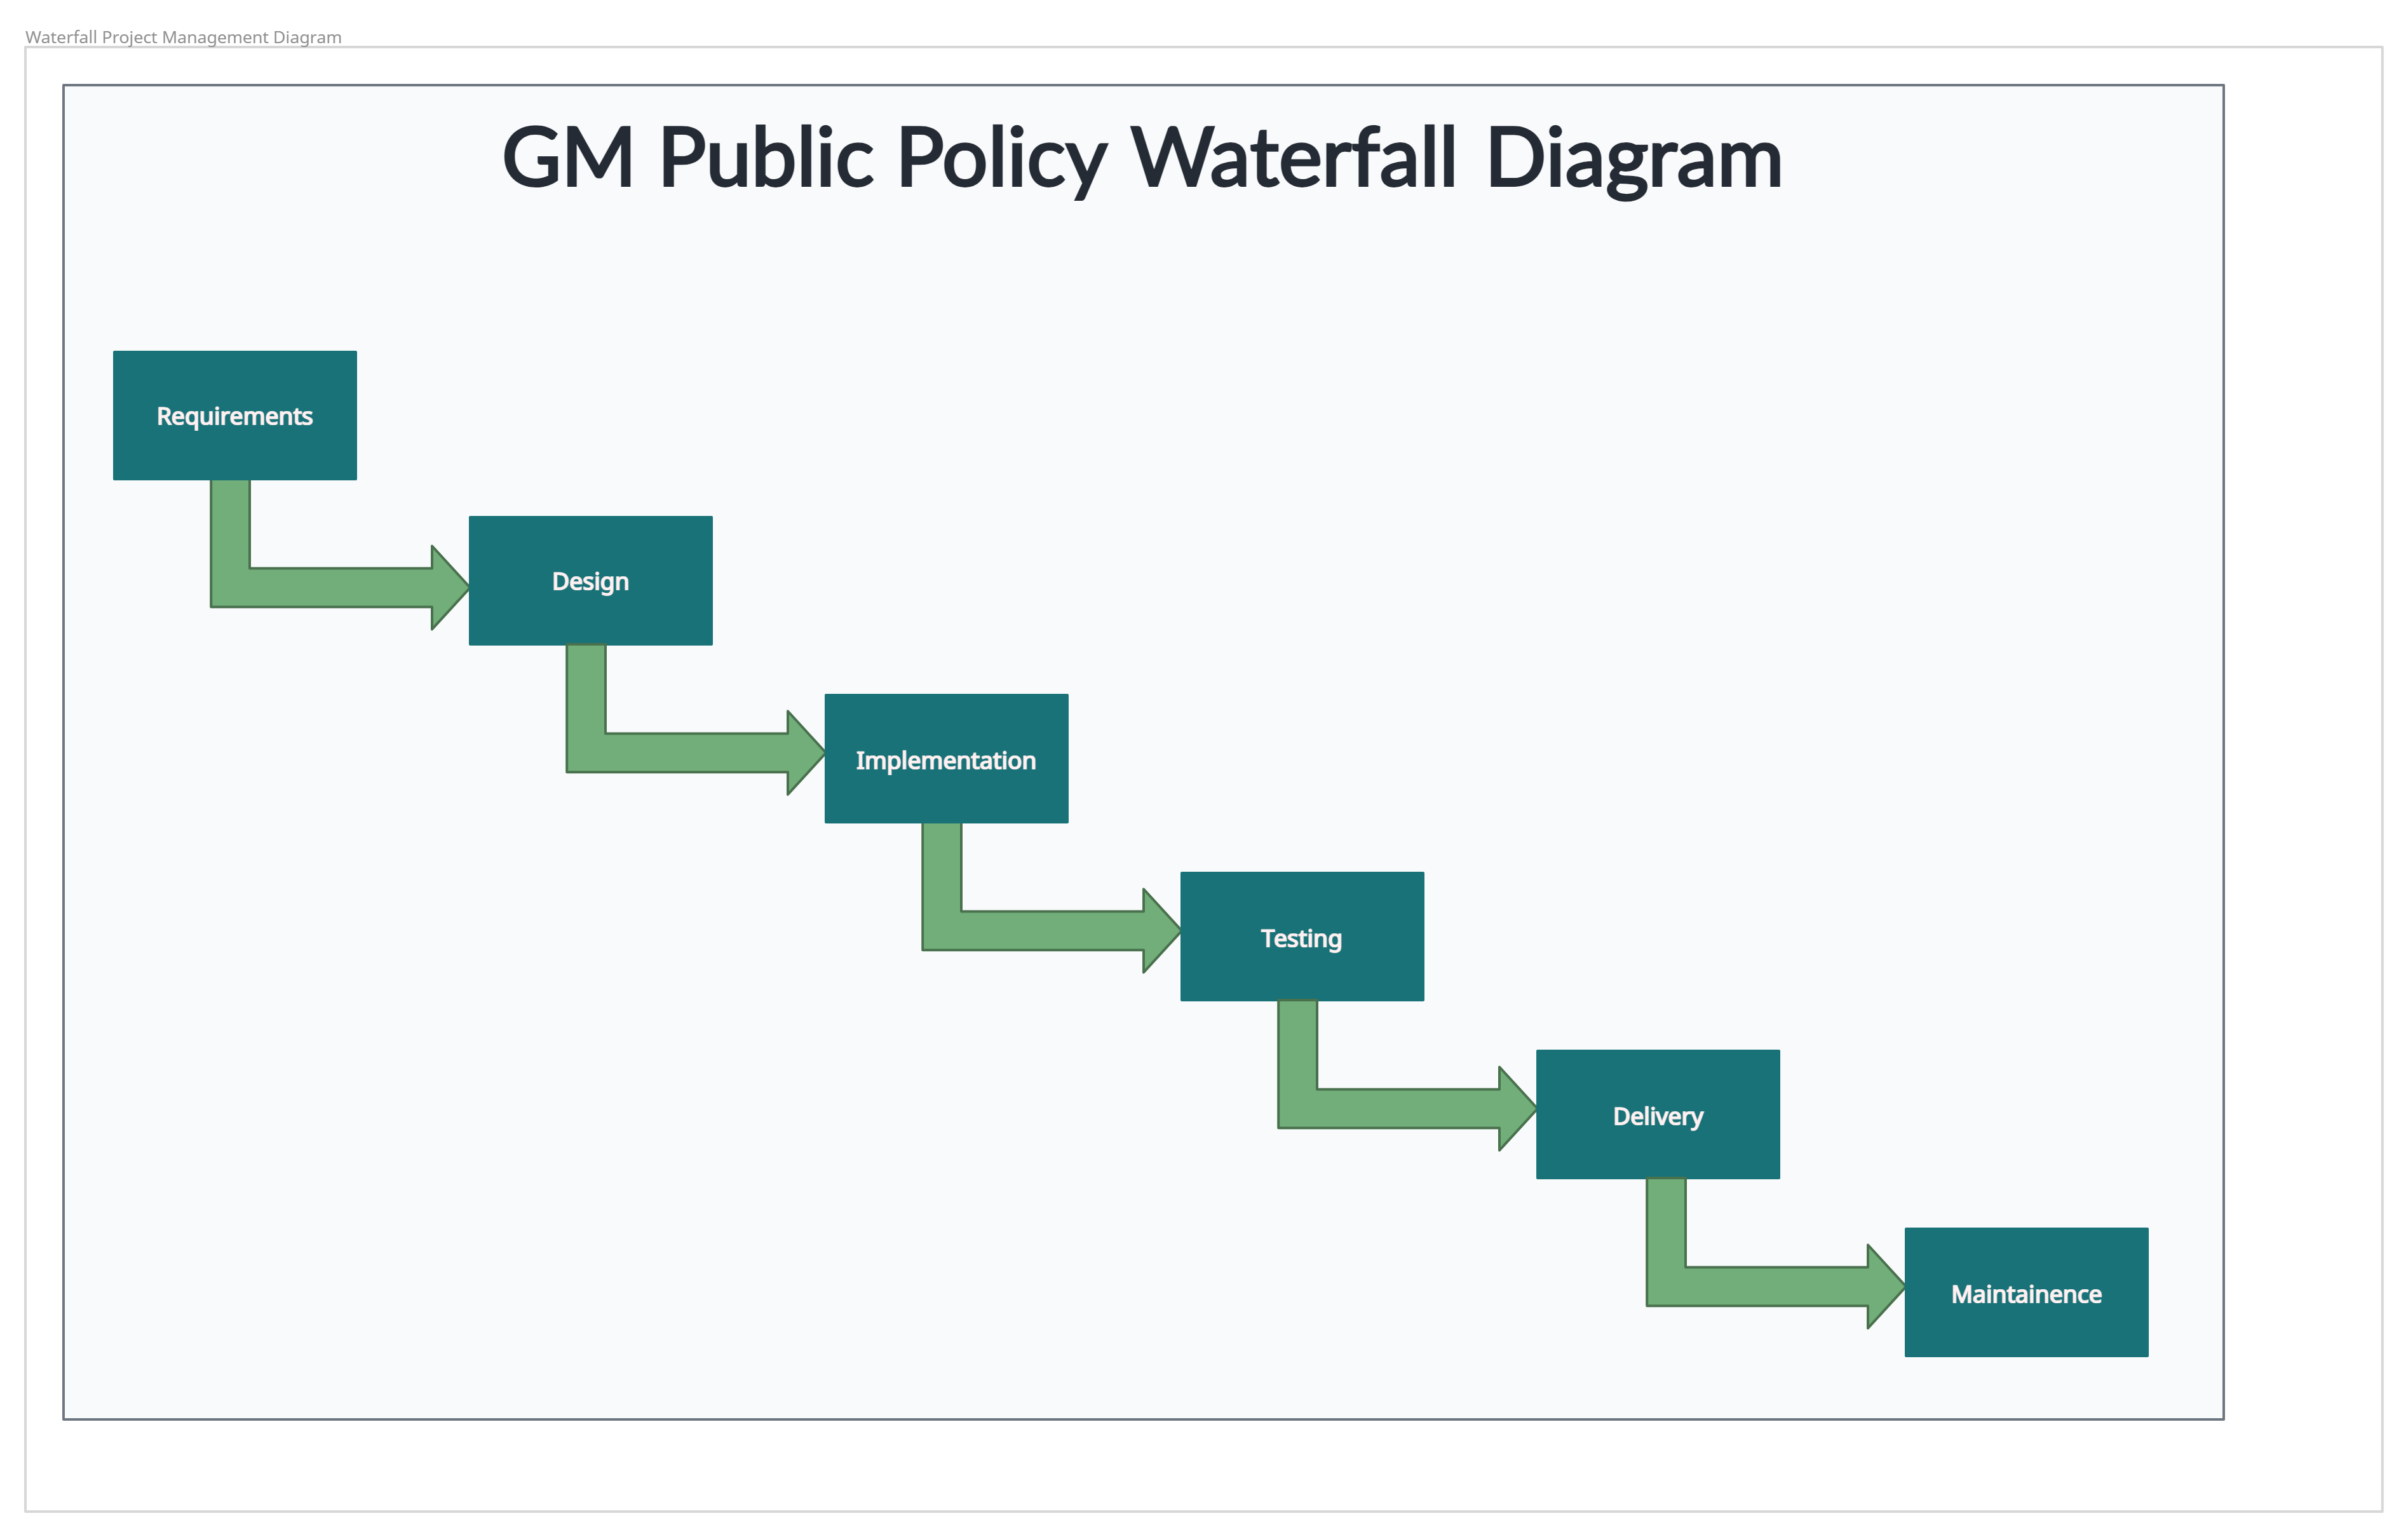 Waterfall Project Management Diagram
GM Public Policy Waterfall Diagram
Requirements
Design
Implementation
Testing
Delivery
Maintainence